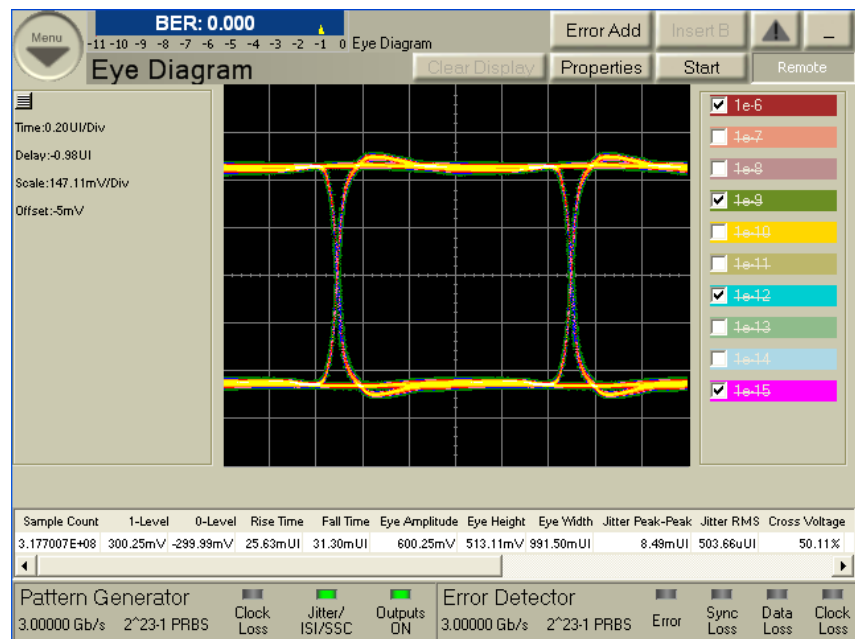 Menu
BER: 0.000
-11 -10 -9 -8 -7 -6 -5 -4 -3 -2 -1 0 Eye Diagram
Eye Diagram
Error Add
Insert B
Clear Display
Properties
Start
Remote
Time:0.20UI/Div
Delay:-0.98UI
Scale:147.11mV/Div
Offset:-5mV
1e-6
1e-7
1e-8
1e-9
1e-10
1e-11
1e-12
1e-13
1e-14
1e-15
Sample Count 1-Level 0-Level Rise Time Fall Time Eye Amplitude Eye Height Eye Width Jitter Peak-Peak Jitter RMS Cross Voltage
3.177007E+08 300.25mV -299.99mV 25.63mUI 31.30mUI 600.25mV 513.11mV 991.50mUI 8.49mUI 503.66uUI 50.11%
Pattern Generator
3.00000 Gb/s 2^23-1 PRBS
Clock Loss
Jitter/ ISI/SSC
Outputs ON
Error Detector
3.00000 Gb/s 2^23-1 PRBS
Error
Sync Loss
Data Loss
Clock Loss